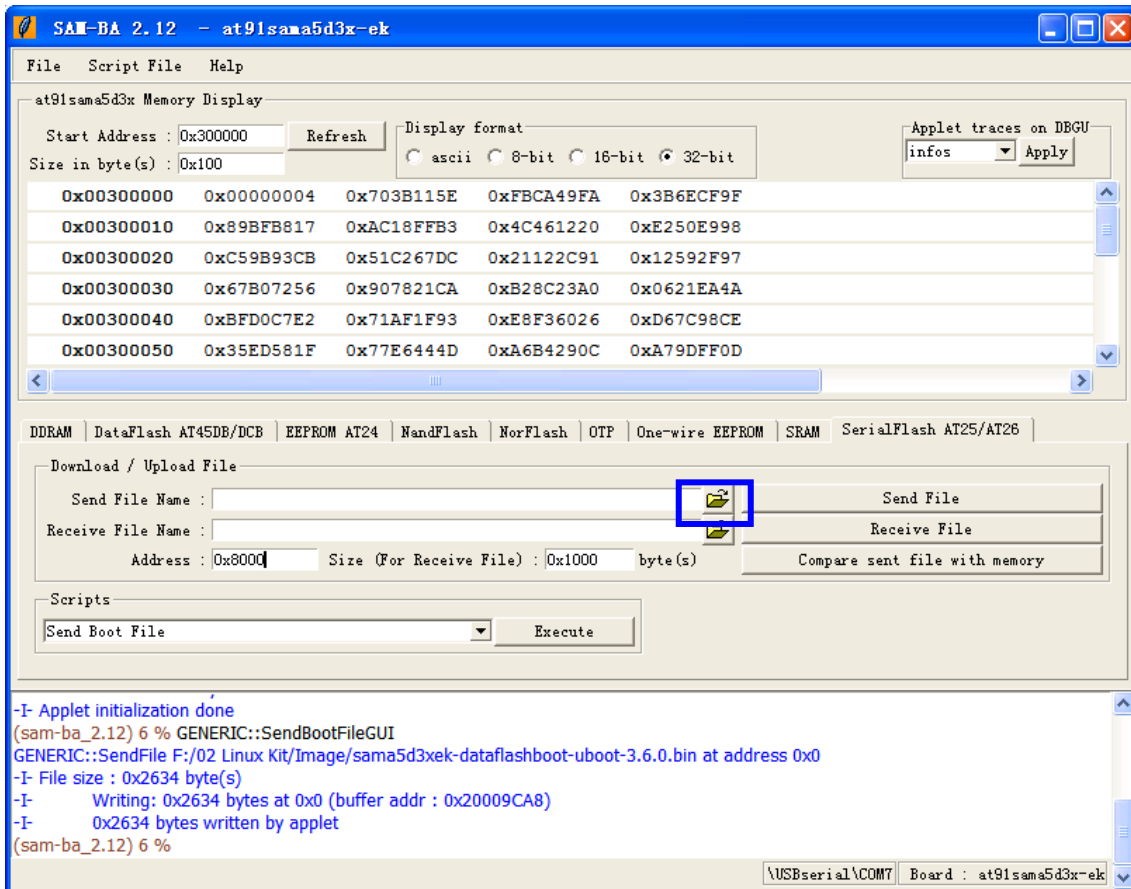 SAM-BA 2.12 - at91sama5d3x-ek
File Script File Help
at91sama5d3x Memory Display
Start Address : 0x300000 Refresh Display format Applet traces on DBGU
Size in byte(s) : 0x100 ascii 8-bit 16-bit 32-bit infos Apply
0x00300000 0x00000004 0x703B115E 0xFBCA49FA 0x3B6ECF9F
0x00300010 0x89BFB817 0xAC18FFB3 0x4C461220 0xE250E998
0x00300020 0xC59B93CB 0x51C267DC 0x21122C91 0x12592F97
0x00300030 0x67B07256 0x907821CA 0xB28C23A0 0x0621EA4A
0x00300040 0xBFD0C7E2 0x71AF1F93 0xE8F36026 0xD67C98CE
0x00300050 0x35ED581F 0x77E6444D 0xA6B4290C 0xA79DFF0D
DDRAM DataFlash AT45DB/DCB EEPROM AT24 NandFlash NorFlash OTP One-wire EEPROM SRAM SerialFlash AT25/AT26
Download / Upload File
Send File Name : Send File
Receive File Name : Receive File
Address : 0x8000 Size (For Receive File) : 0x1000 byte(s) Compare sent file with memory
Scripts
Send Boot File Execute
-I- Applet initialization done
(sam-ba_2.12) 6 % GENERIC::SendBootFileGUI
GENERIC::SendFile F:/02 Linux Kit/Image/sama5d3xek-dataflashboot-uboot-3.6.0.bin at address 0x0
-I- File size : 0x2634 byte(s)
-I- Writing: 0x2634 bytes at 0x0 (buffer addr : 0x20009CA8)
-I- 0x2634 bytes written by applet
(sam-ba_2.12) 6 %
\USBserial\COM7 Board : at91sama5d3x-ek